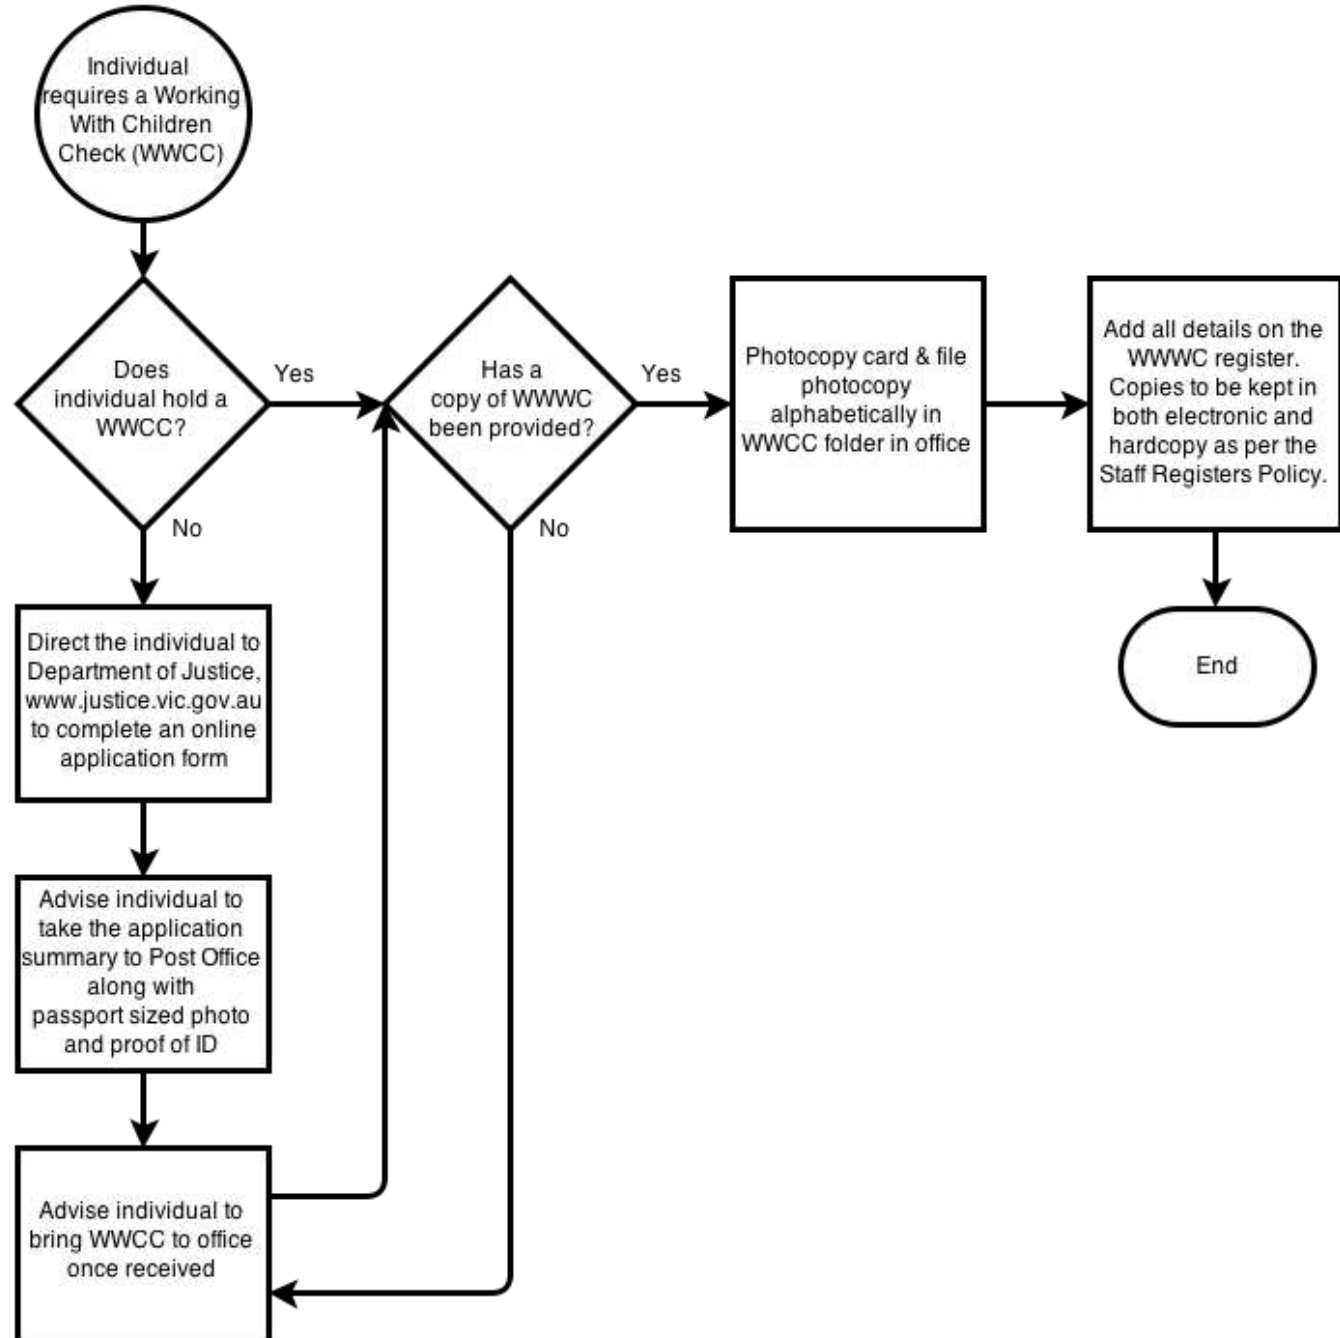 Individual
requires a Working
With Children
Check (WWCC)
Does
individual hold a
WWCC?
Yes
No
Has a
copy of WWWC
been provided?
Yes
No
Photocopy card & file
photocopy
alphabetically in
WWCC folder in office
Add all details on the
WWWC register.
Copies to be kept in
both electronic and
hardcopy as per the
Staff Registers Policy.
End
Direct the individual to
Department of Justice,
www.justice.vic.gov.au
to complete an online
application form
Advise individual to
take the application
summary to Post Office
along with
passport sized photo
and proof of ID
Advise individual to
bring WWCC to office
once received